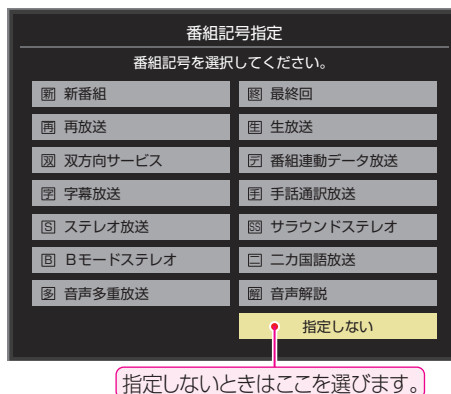 番組記号指定
番組記号を選択してください。
新 新番組
終 最終回
再 再放送
生 生放送
双 双方向サービス
デ 番組連動データ放送
字 字幕放送
手 手話通訳放送
S ステレオ放送
SS サラウンドステレオ
B Bモードステレオ
二 二カ国語放送
多 音声多重放送
解 音声解説
指定しない
指定しないときはここを選びます。